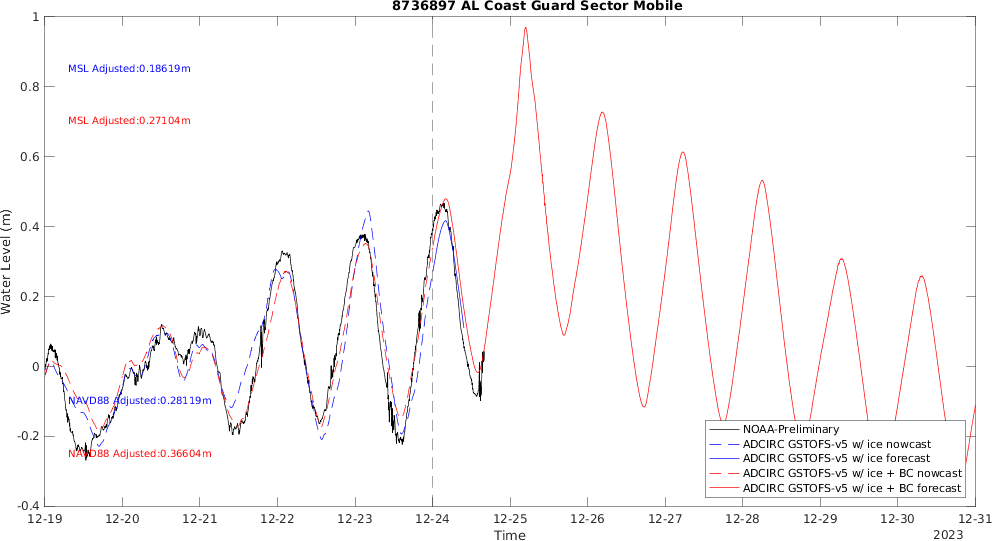 8736897 AL Coast Guard Sector Mobile
1
0.8
0.6
0.4
0.2
0
-0.2
-0.4
Water Level (m)
MSL Adjusted:0.18619m
MSL Adjusted:0.27104m
NAVD88 Adjusted:0.28119m
NAVD88 Adjusted:0.36604m
NOAA-Preliminary
ADCIRC GSTOFS-v5 w/ ice nowcast
ADCIRC GSTOFS-v5 w/ ice forecast
ADCIRC GSTOFS-v5 w/ ice + BC nowcast
ADCIRC GSTOFS-v5 w/ ice + BC forecast
12-19 12-20 12-21 12-22 12-23 12-24 12-25 12-26 12-27 12-28 12-29 12-30 12-31
Time
2023